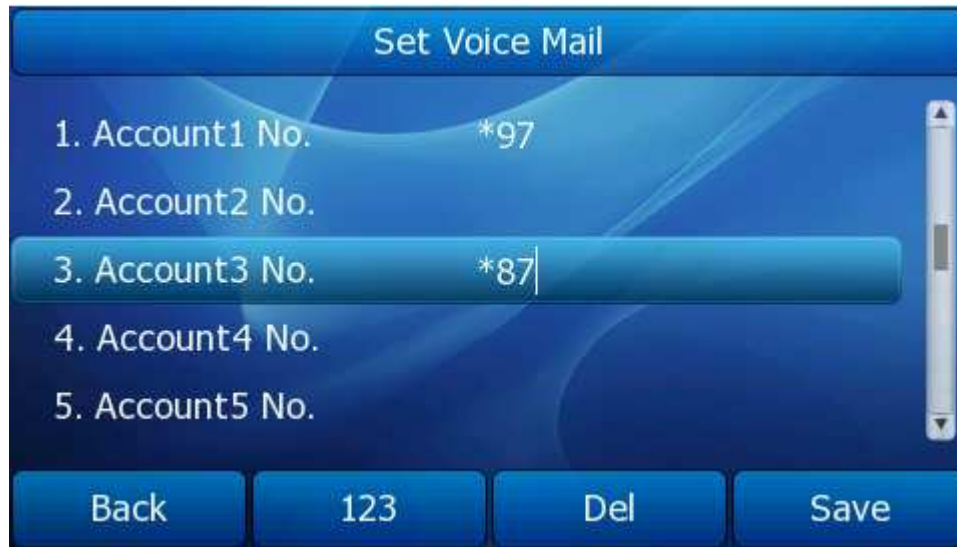 Set Voice Mail
1. Account1 No. *97
2. Account2 No.
3. Account3 No. *87
4. Account4 No.
5. Account5 No.
Back 123 Del Save